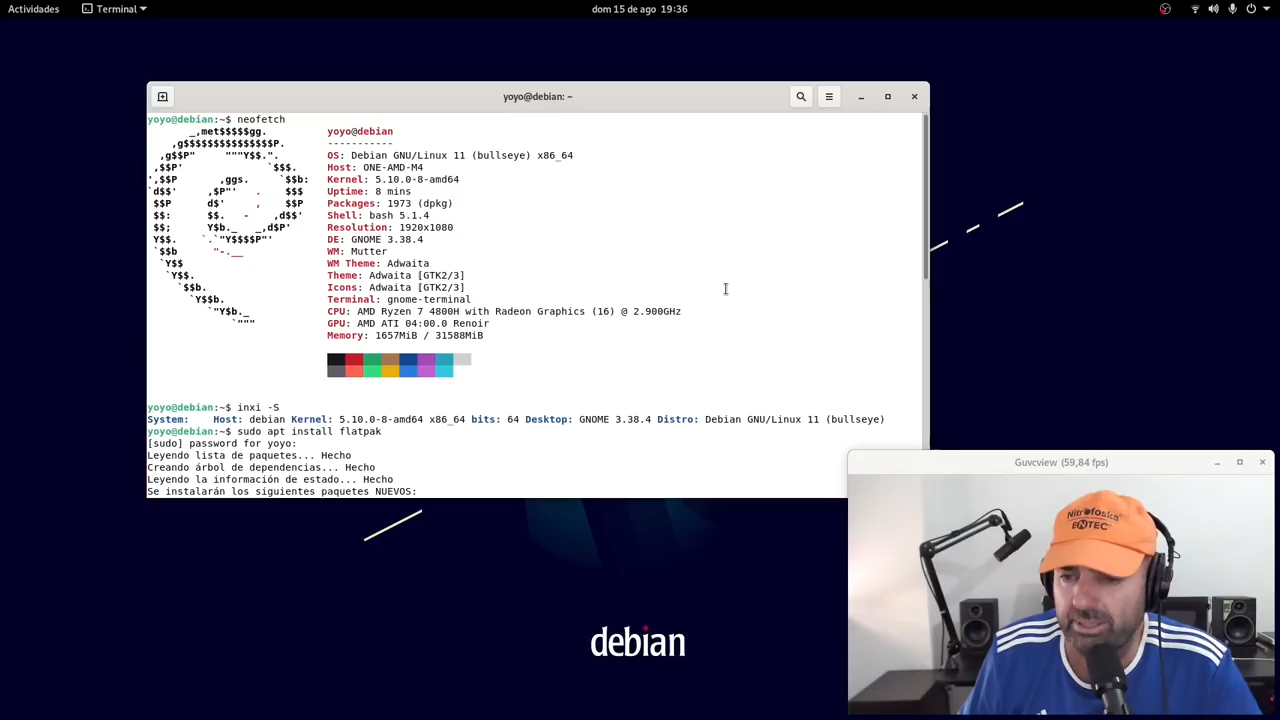 Actividades
Terminal
dom 15 de ago 19:36
yoyo@debian: ~
yoyo@debian:~$ neofetch
_,met$$$$$gg.
,g$$$$$$$$$$$$$$$P.
,g$$P"     """Y$$.".
,$$P'              `$$$.
',$$P       ,ggs.     `$$b:
`d$$'     ,$P"'   .    $$$
$$P      d$'     ,    $$P
$$:      $$.   -    ,d$$'
$$;      Y$b._   _,d$P'
Y$$.    `.`"Y$$$$P"'
`$$b      "-.__
`Y$$
`Y$$.
`$$b.
`Y$$b.
`"Y$b._
`"""
yoyo@debian
-----------
OS: Debian GNU/Linux 11 (bullseye) x86_64
Host: ONE-AMD-M4
Kernel: 5.10.0-8-amd64
Uptime: 8 mins
Packages: 1973 (dpkg)
Shell: bash 5.1.4
Resolution: 1920x1080
DE: GNOME 3.38.4
WM: Mutter
WM Theme: Adwaita
Theme: Adwaita [GTK2/3]
Icons: Adwaita [GTK2/3]
Terminal: gnome-terminal
CPU: AMD Ryzen 7 4800H with Radeon Graphics (16) @ 2.900GHz
GPU: AMD ATI 04:00.0 Renoir
Memory: 1657MiB / 31588MiB
yoyo@debian:~$ inxi -S
System:    Host: debian Kernel: 5.10.0-8-amd64 x86_64 bits: 64 Desktop: GNOME 3.38.4 Distro: Debian GNU/Linux 11 (bullseye)
yoyo@debian:~$ sudo apt install flatpak
[sudo] password for yoyo:
Leyendo lista de paquetes... Hecho
Creando árbol de dependencias... Hecho
Leyendo la información de estado... Hecho
Se instalarán los siguientes paquetes NUEVOS:
Guvcview (59,84 fps)
Nitrofoska
ENTEC
debian